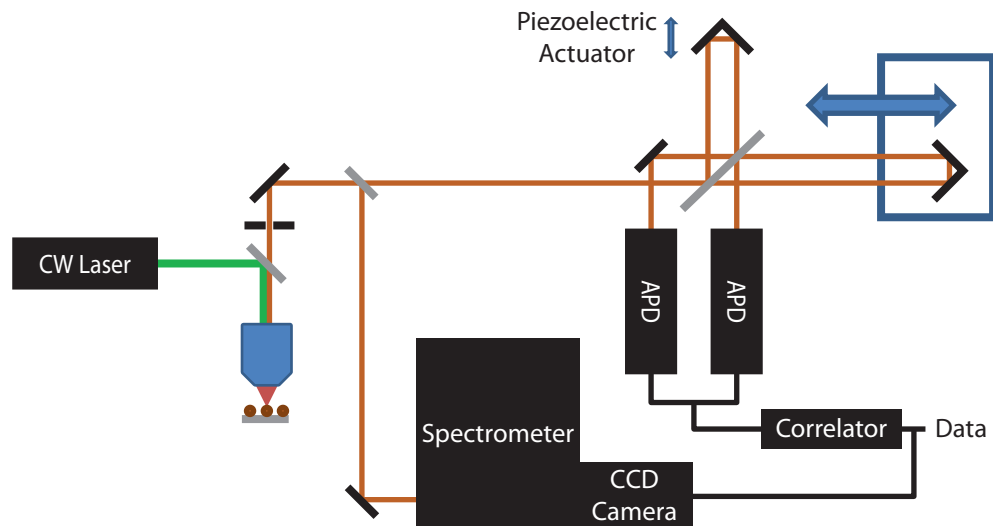 Piezoelectric
Actuator
CW Laser
APD
APD
Spectrometer
Correlator
Data
CCD
Camera